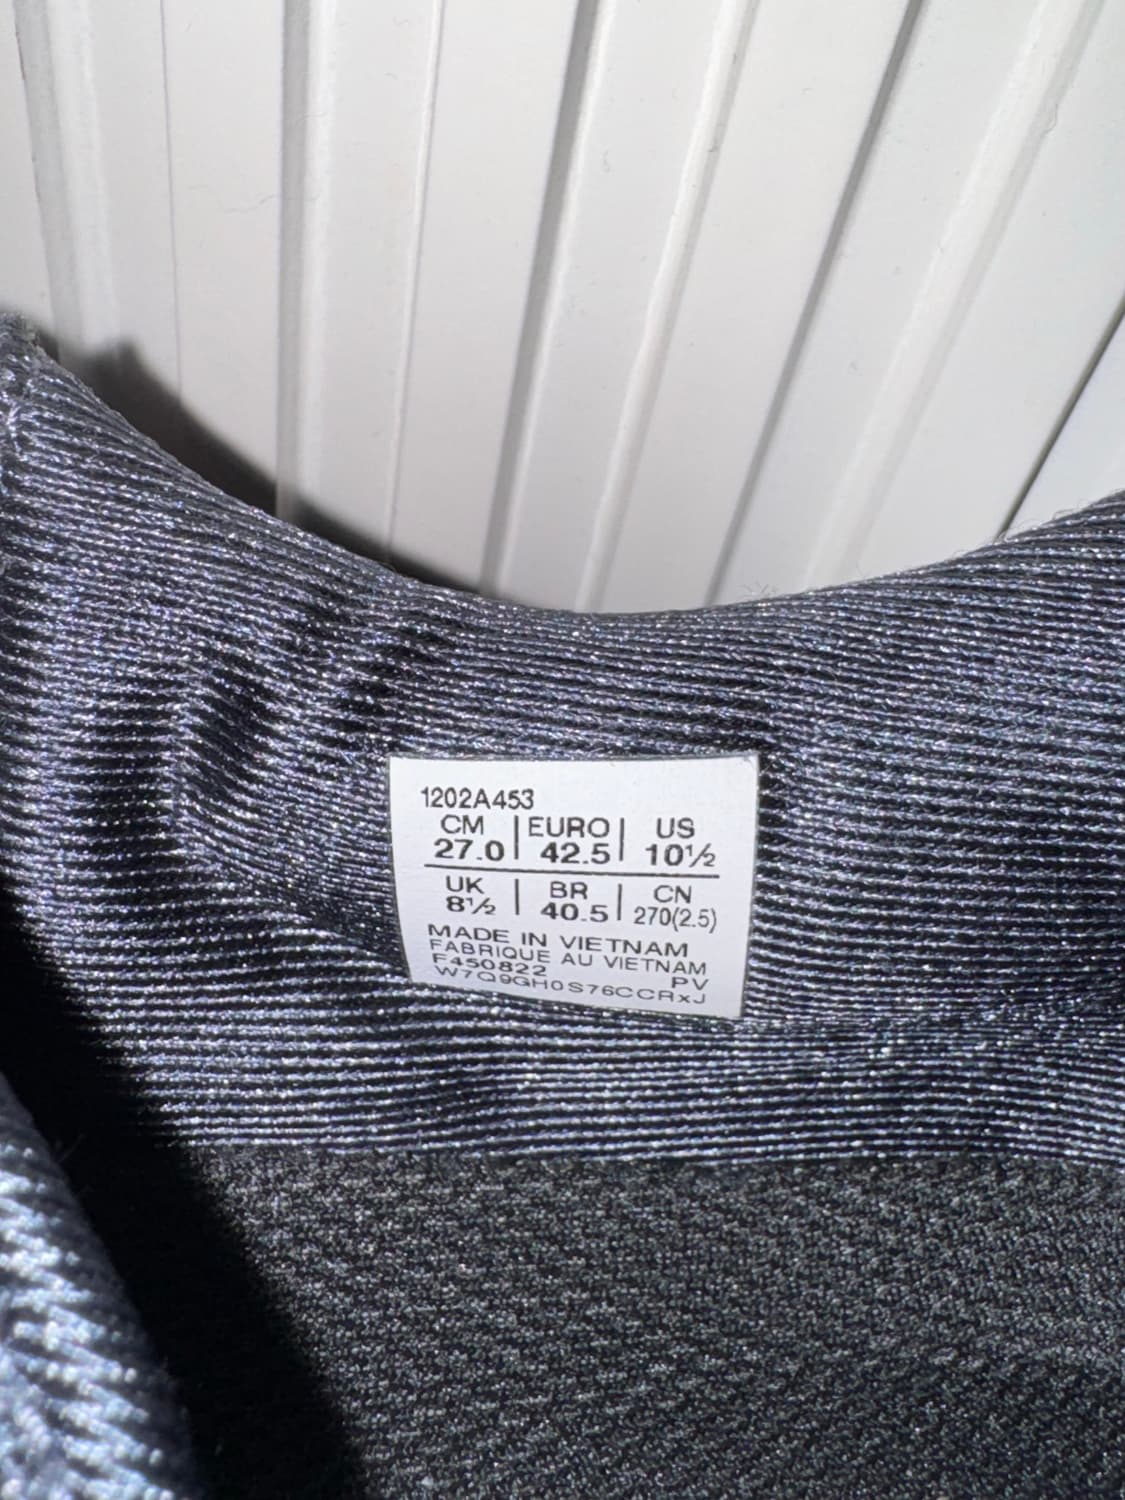 1202A453
CM | EURO | US
27.0 | 42.5 | 10½
UK | BR | CN
8½ | 40.5 | 270(2.5)
MADE IN VIETNAM
FABRIQUE AU VIETNAM
F450822 PV
W7Q9GH0S76CCRxJ